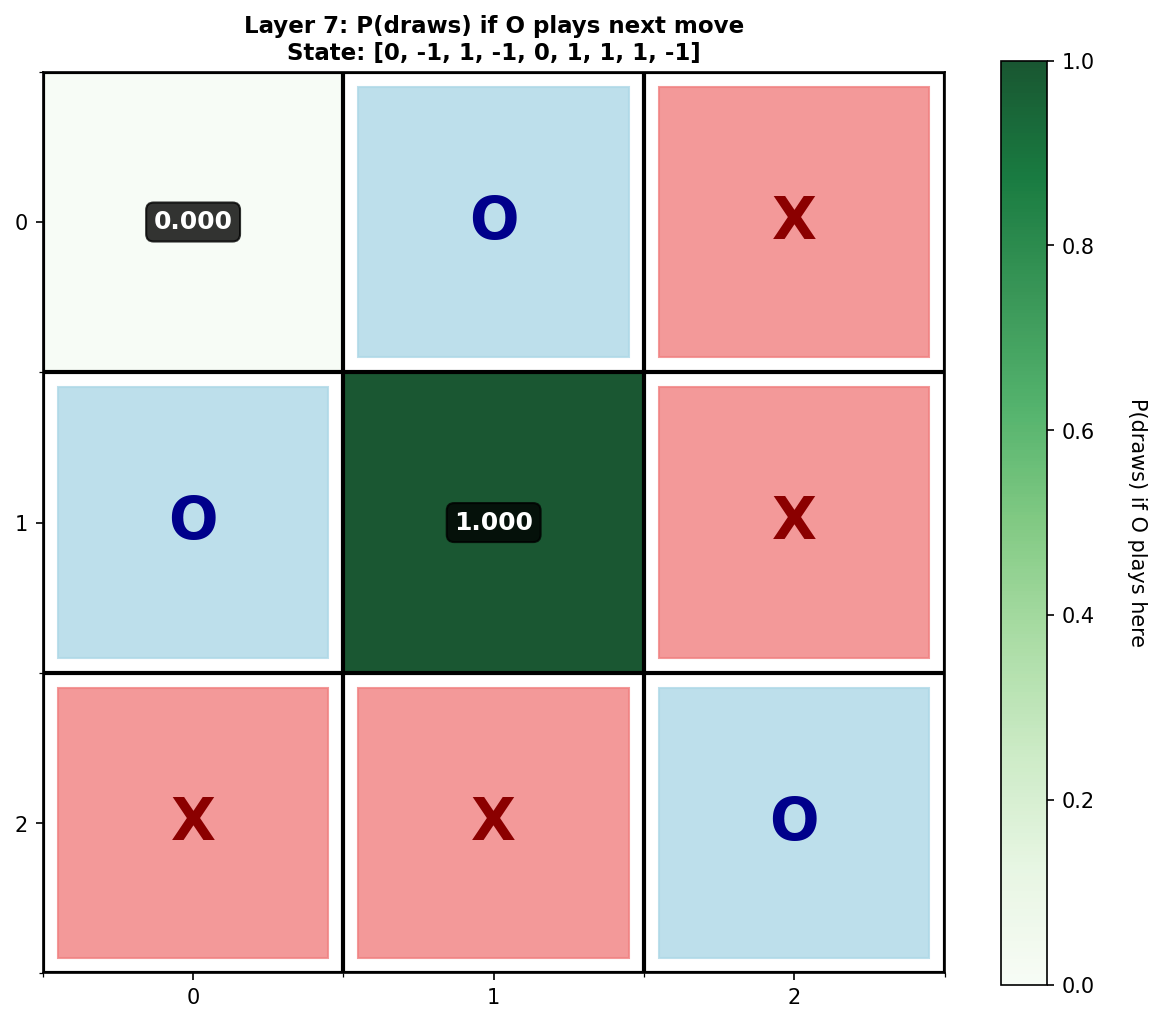 Layer 7: P(draws) if O plays next move
State: [0, -1, 1, -1, 0, 1, 1, 1, -1]
0.000
O
X
O
1.000
X
X
X
O
0
1
2
0
1
2
1.0
0.8
0.6
0.4
0.2
0.0
P(draws) if O plays here